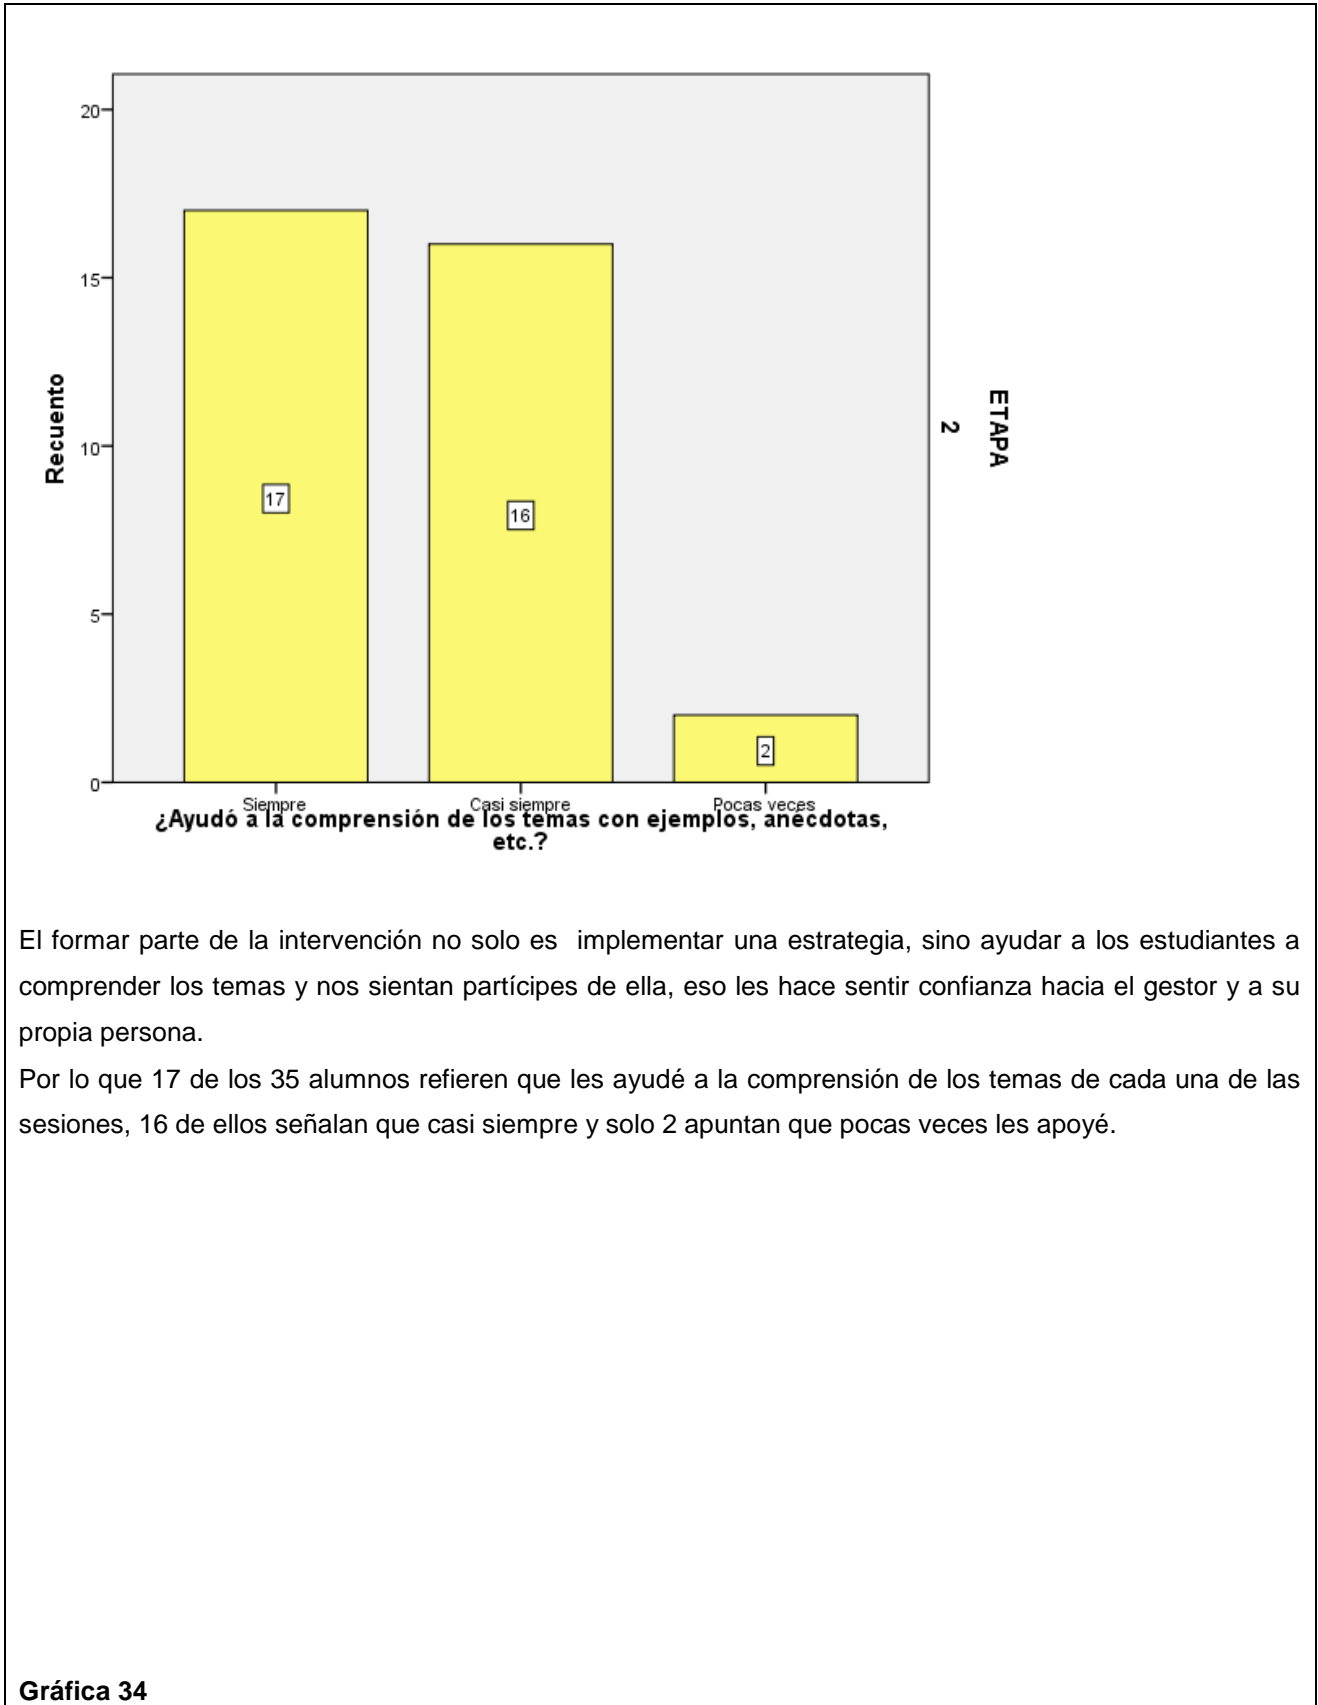 20
15
10
5
0
Recuento
17
16
2
Siempre
Casi siempre
Pocas veces
¿Ayudó a la comprensión de los temas con ejemplos, anécdotas,
etc.?
ETAPA
2
El formar parte de la intervención no solo es  implementar una estrategia, sino ayudar a los estudiantes a
comprender los temas y nos sientan partícipes de ella, eso les hace sentir confianza hacia el gestor y a su
propia persona.
Por lo que 17 de los 35 alumnos refieren que les ayudé a la comprensión de los temas de cada una de las
sesiones, 16 de ellos señalan que casi siempre y solo 2 apuntan que pocas veces les apoyé.
Gráfica 34